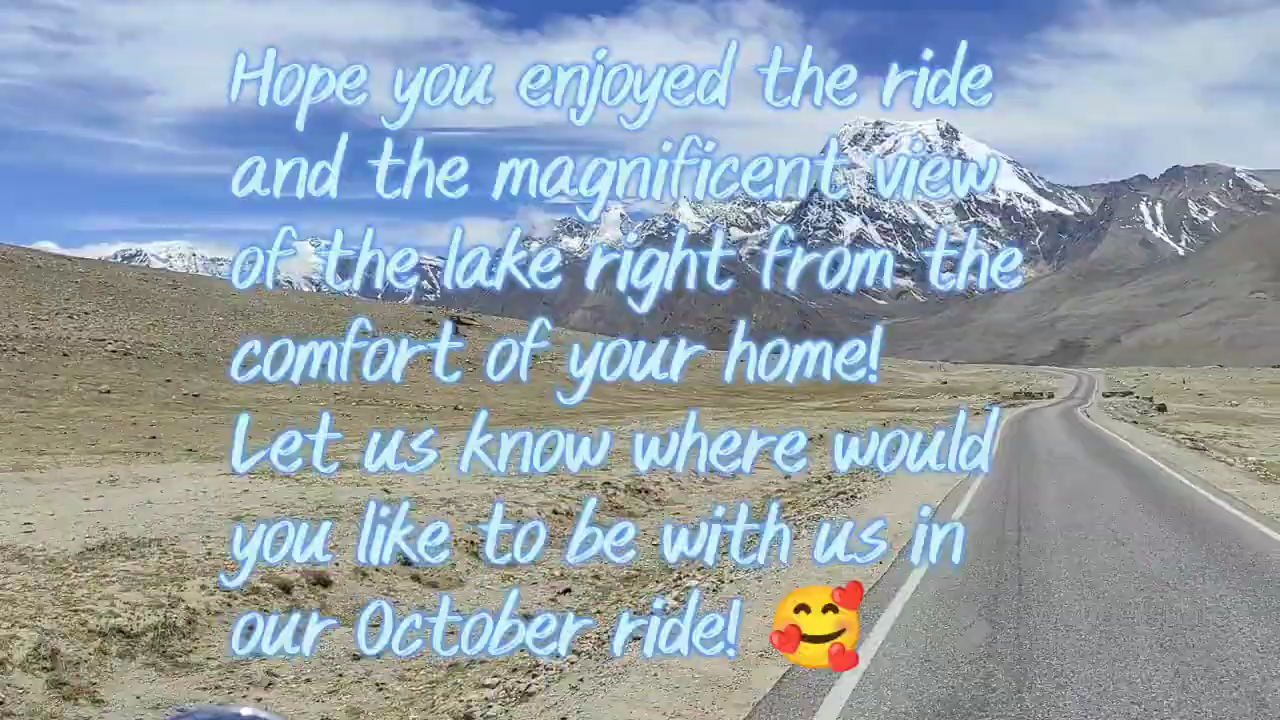 Hope you enjoyed the ride
and the magnificent view
of the lake right from the
comfort of your home!
Let us know where would
you like to be with us in
our October ride! 🥰